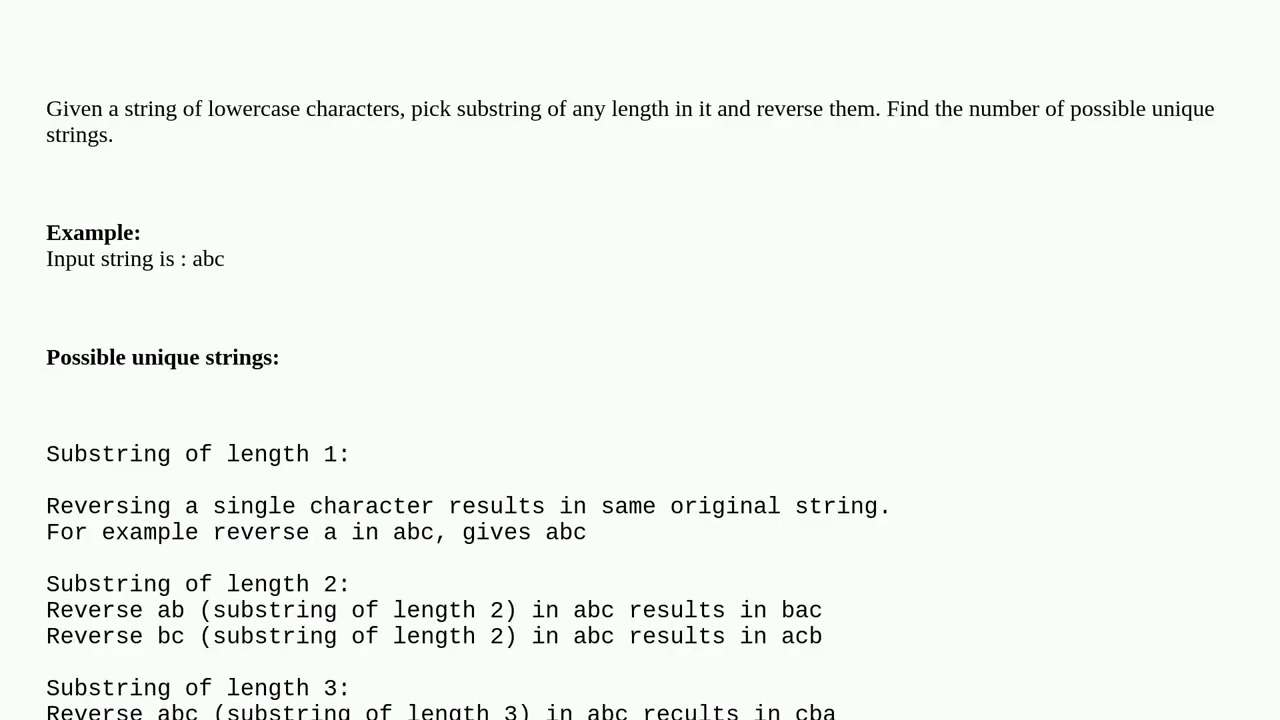 Given a string of lowercase characters, pick substring of any length in it and reverse them. Find the number of possible unique
strings.
Example:
Input string is : abc
Possible unique strings:
Substring of length 1:
Reversing a single character results in same original string.
For example reverse a in abc, gives abc
Substring of length 2:
Reverse ab (substring of length 2) in abc results in bac
Reverse bc (substring of length 2) in abc results in acb
Substring of length 3:
Reverse abc (substring of length 3) in abc recults in cba